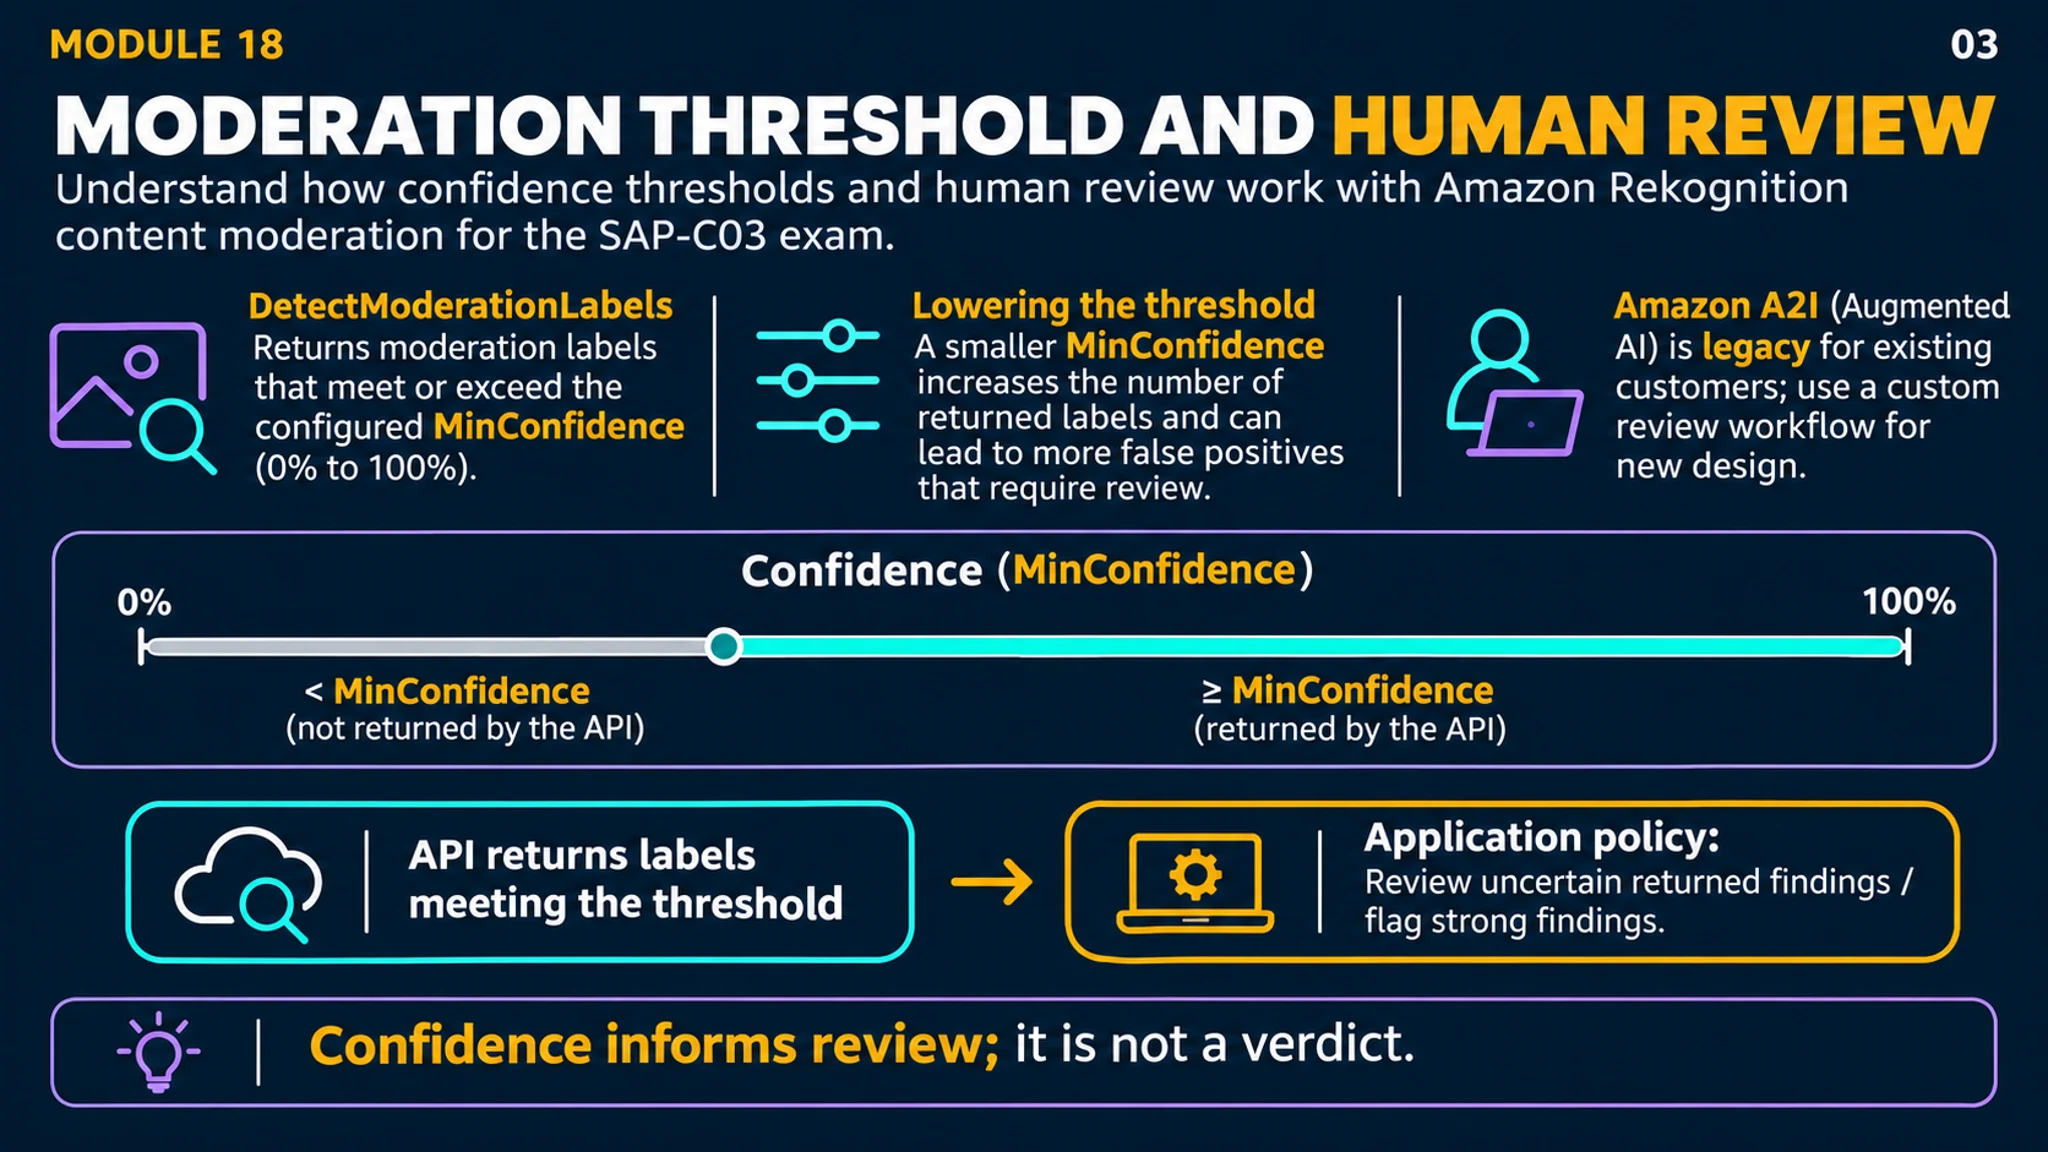 MODULE 18
03
MODERATION THRESHOLD AND HUMAN REVIEW
Understand how confidence thresholds and human review work with Amazon Rekognition
content moderation for the SAP-C03 exam.
DetectModerationLabels
Returns moderation labels
that meet or exceed the
configured MinConfidence
(0% to 100%).
Lowering the threshold
A smaller MinConfidence
increases the number of
returned labels and can
lead to more false positives
that require review.
Amazon A2I (Augmented
AI) is legacy for existing
customers; use a custom
review workflow for
new design.
Confidence (MinConfidence)
0%
100%
< MinConfidence
(not returned by the API)
≥ MinConfidence
(returned by the API)
API returns labels
meeting the threshold
Application policy:
Review uncertain returned findings /
flag strong findings.
Confidence informs review; it is not a verdict.